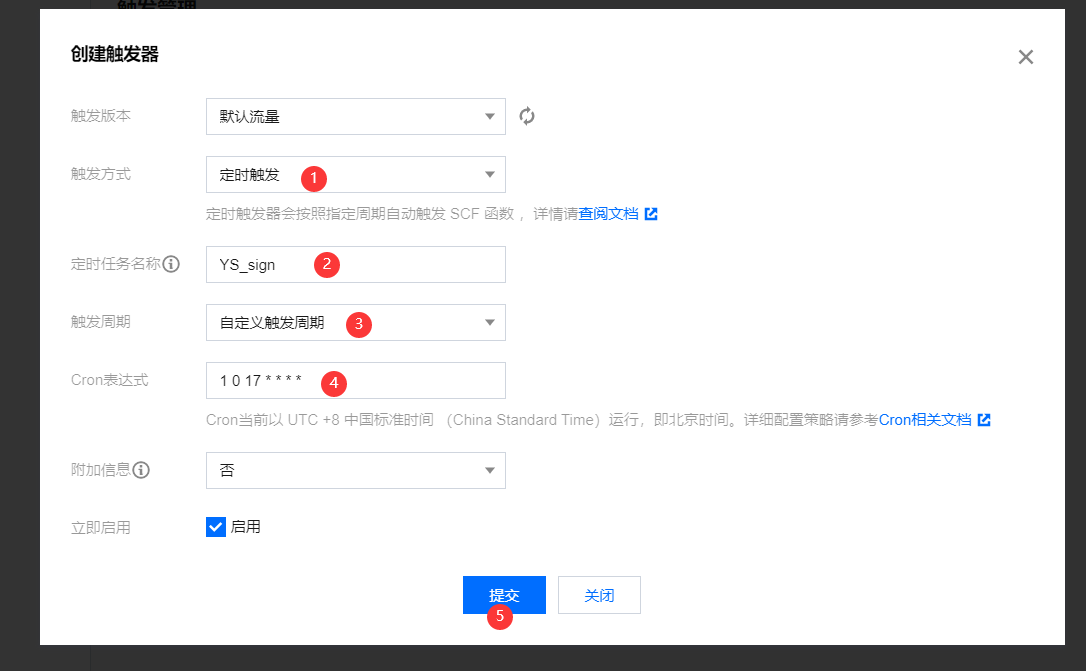 触发管理
创建触发器
触发版本 默认流量
触发方式 定时触发 1
定时触发器会按照指定周期自动触发 SCF 函数 ，详情请查阅文档
定时任务名称 YS_sign 2
触发周期 自定义触发周期 3
Cron表达式 1 0 17 * * * * 4
Cron当前以 UTC +8 中国标准时间 （China Standard Time）运行，即北京时间。详细配置策略请参考Cron相关文档
附加信息 否
立即启用 启用
提交 关闭
5